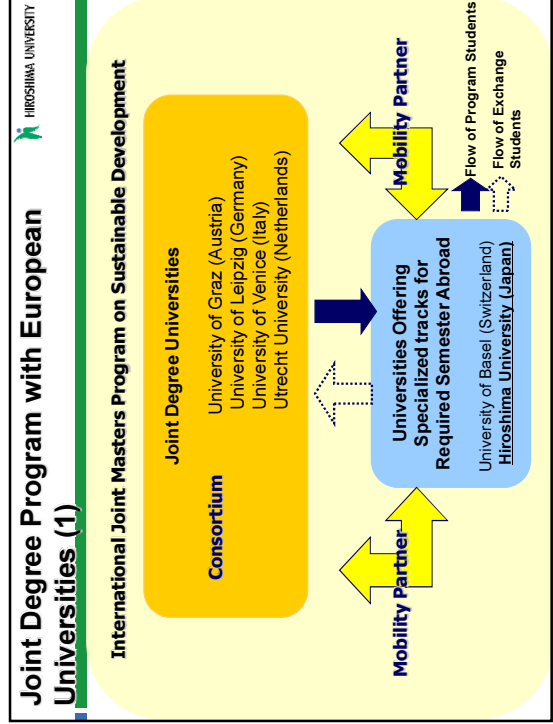 Joint Degree Program with European
Universities (1)
HIROSHIMA UNIVERSITY
International Joint Masters Program on Sustainable Development
Joint Degree Universities
Consortium
University of Graz (Austria)
University of Leipzig (Germany)
University of Venice (Italy)
Utrecht University (Netherlands)
Mobility Partner
Mobility Partner
Universities Offering
Specialized tracks for
Required Semester Abroad
University of Basel (Switzerland)
Hiroshima University (Japan)
Flow of Program Students
Flow of Exchange
Students